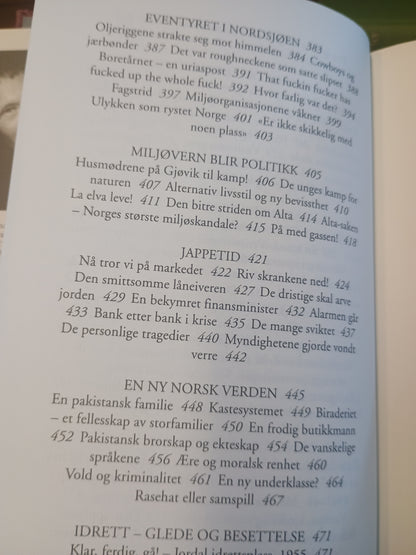 EVENTYRET I NORDSJØEN 383
Oljeriggene strakte seg mot himmelen 384 Cowboys og
jærbønder 387 Det var roughneckene som satte slipset 388
Boretårnet – en uriaspost 391 That fuckin fucker has
fucked up the whole fuck! 392 Hvor farlig var det? 394
Fagstrid 397 Miljøorganisasjonene våkner 399
Ulykken som rystet Norge 401 «Er ikke skikkelig med
noen plass» 403
MILJØVERN BLIR POLITIKK 405
Husmødrene på Gjøvik til kamp! 406 De unges kamp for
naturen 407 Alternativ livsstil og ny bevissthet 410
La elva leve! 411 Den bitre striden om Alta 414 Alta-saken
– Norges største miljøskandale? 415 På med gassen! 418
JAPPETID 421
Nå tror vi på markedet 422 Riv skrankene ned! 424
Den smittsomme låneiveren 427 De dristige skal arve
jorden 429 En bekymret finansminister 432 Alarmen går
433 Bank etter bank i krise 435 De mange sviktet 437
De personlige tragedier 440 Myndighetene gjorde vondt
verre 442
EN NY NORSK VERDEN 445
En pakistansk familie 448 Kastesystemet 449 Biraderiet
– et fellesskap av storfamilier 450 En frodig butikkmann
452 Pakistansk brorskap og ekteskap 454 De vanskelige
språkene 456 Ære og moralsk renhet 460
Vold og kriminalitet 461 En ny underklasse? 464
Rasehat eller samspill 467
IDRETT – GLEDE OG BESETTELSE 471
Klar, ferdig, gå! – Jordal idrettsplass 1955 471